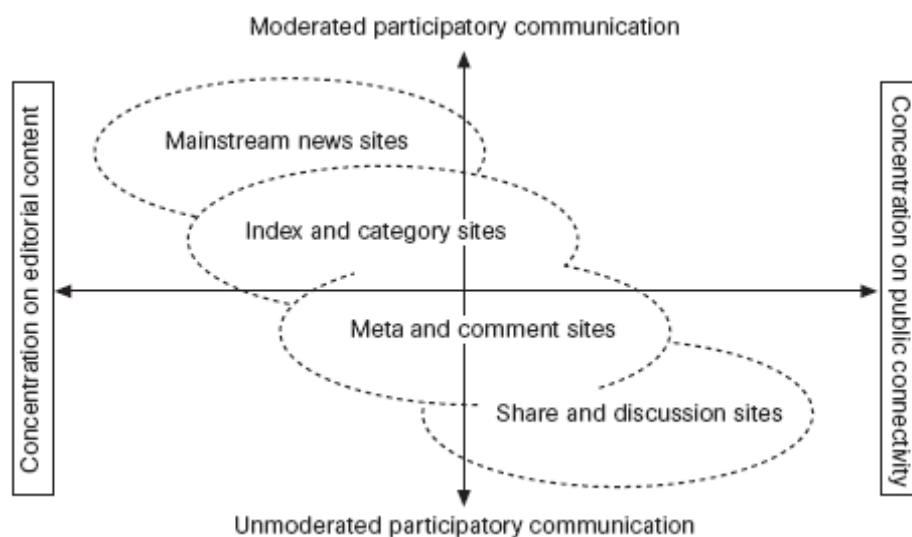 Moderated participatory communication
Concentration on editorial content
Concentration on public connectivity
Mainstream news sites
Index and category sites
Meta and comment sites
Share and discussion sites
Unmoderated participatory communication